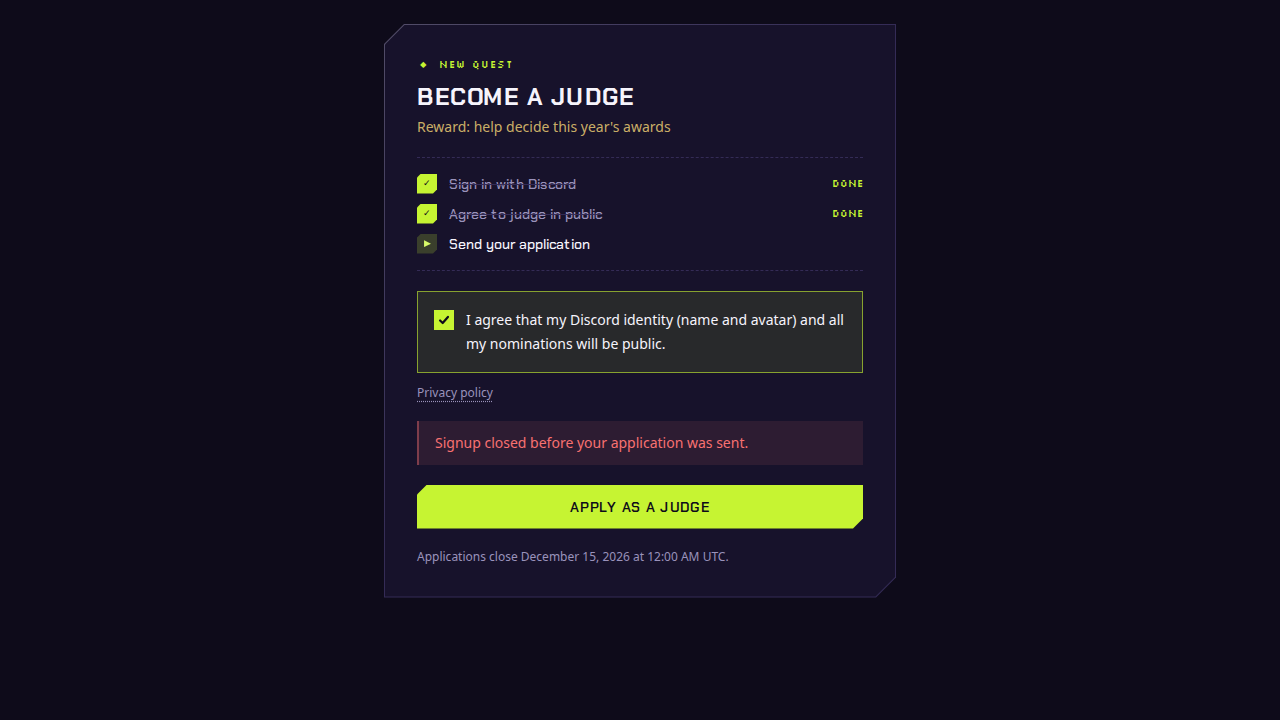 NEW QUEST
BECOME A JUDGE
Reward: help decide this year's awards
Sign in with Discord DONE
Agree to judge in public DONE
Send your application
I agree that my Discord identity (name and avatar) and all
my nominations will be public.
Privacy policy
Signup closed before your application was sent.
APPLY AS A JUDGE
Applications close December 15, 2026 at 12:00 AM UTC.